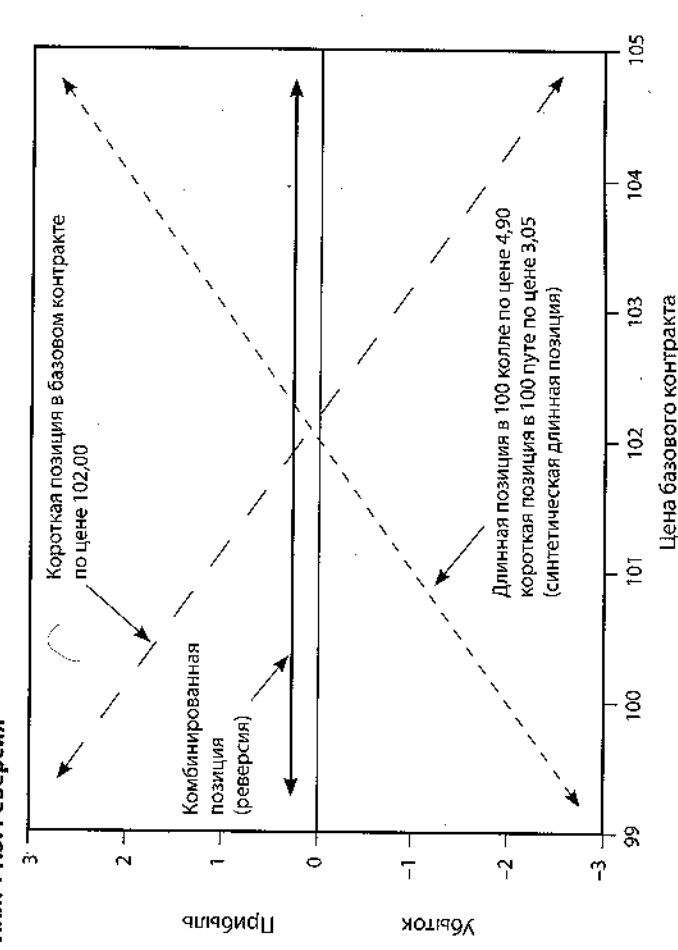 Реверсия
3
2
1
0
–1
–2
–3
Прибыль
Убыток
Короткая позиция в базовом контракте
по цене 102,00
Комбинированная
позиция
(реверсия)
Длинная позиция в 100 колле по цене 4,90
короткая позиция в 100 путе по цене 3,05
(синтетическая длинная позиция)
99
100
101
102
103
104
105
Цена базового контракта